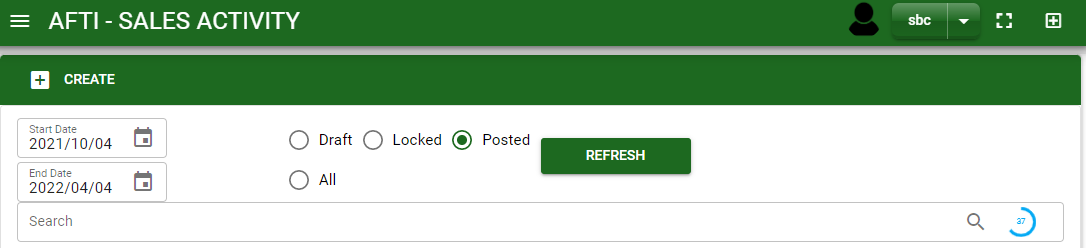 AFTI - SALES ACTIVITY
sbc
CREATE
Start Date
2021/10/04
Draft
Locked
Posted
REFRESH
End Date
2022/04/04
All
Search
37